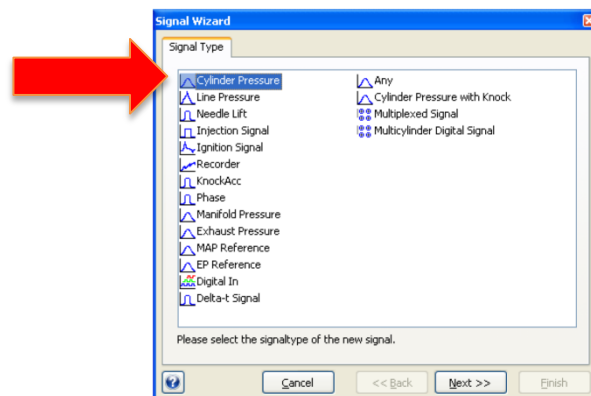 Signal Wizard
Signal Type
Cylinder Pressure
Line Pressure
Needle Lift
Injection Signal
Ignition Signal
Recorder
KnockAcc
Phase
Manifold Pressure
Exhaust Pressure
MAP Reference
EP Reference
Digital In
Delta-t Signal
Any
Cylinder Pressure with Knock
Multiplexed Signal
Multicylinder Digital Signal
Please select the signaltype of the new signal.
Cancel << Back Next >> Finish